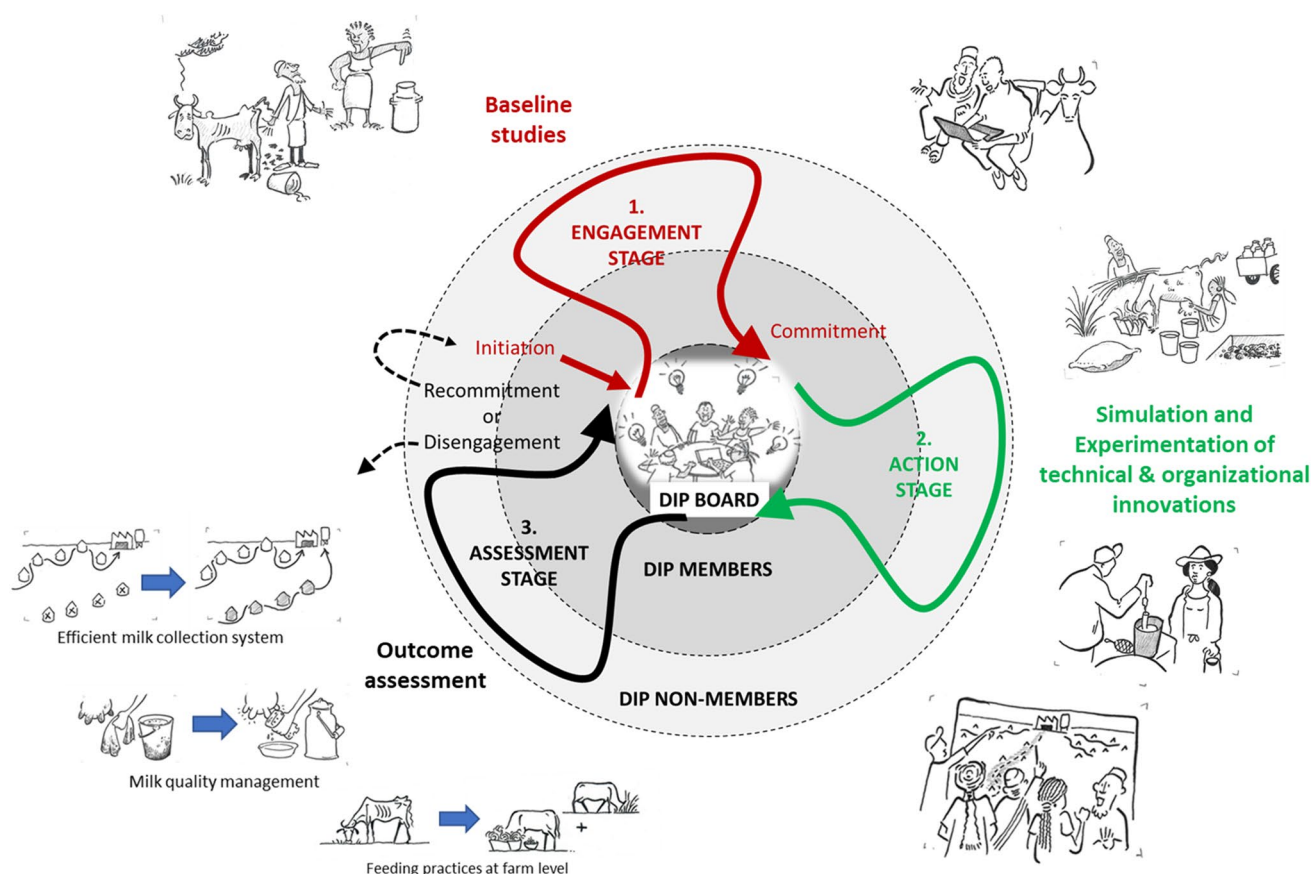 Baseline
studies
1.
ENGAGEMENT
STAGE
Initiation
Commitment
Recommitment
or
Disengagement
2.
ACTION
STAGE
Simulation and
Experimentation of
technical & organizational
innovations
DIP BOARD
3.
ASSESSMENT
STAGE
DIP MEMBERS
DIP NON-MEMBERS
Outcome
assessment
Efficient milk collection system
Milk quality management
+
Feeding practices at farm level